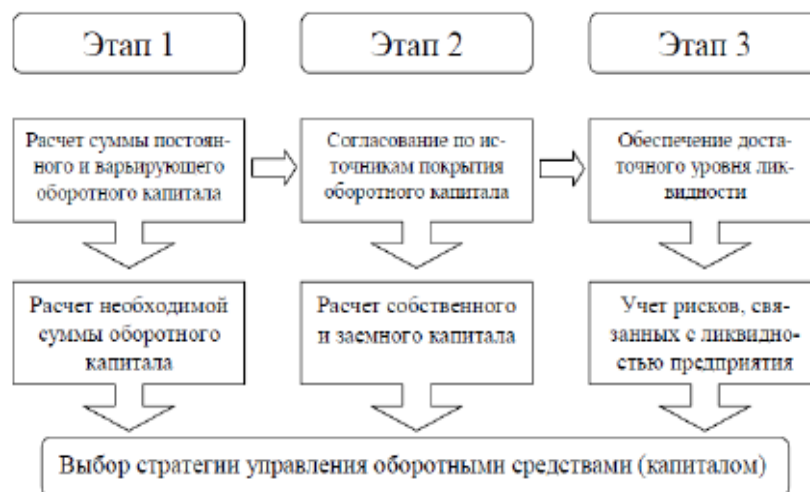 Этап 1
Этап 2
Этап 3
Расчет суммы постоян-
ного и варьирующего
оборотного капитала
Согласование по ис-
точникам покрытия
оборотного капитала
Обеспечение доста-
точного уровня лик-
видности
Расчет необходимой
суммы оборотного
капитала
Расчет собственного
и заемного капитала
Учет рисков, свя-
занных с ликвидно-
стью предприятия
Выбор стратегии управления оборотными средствами (капиталом)